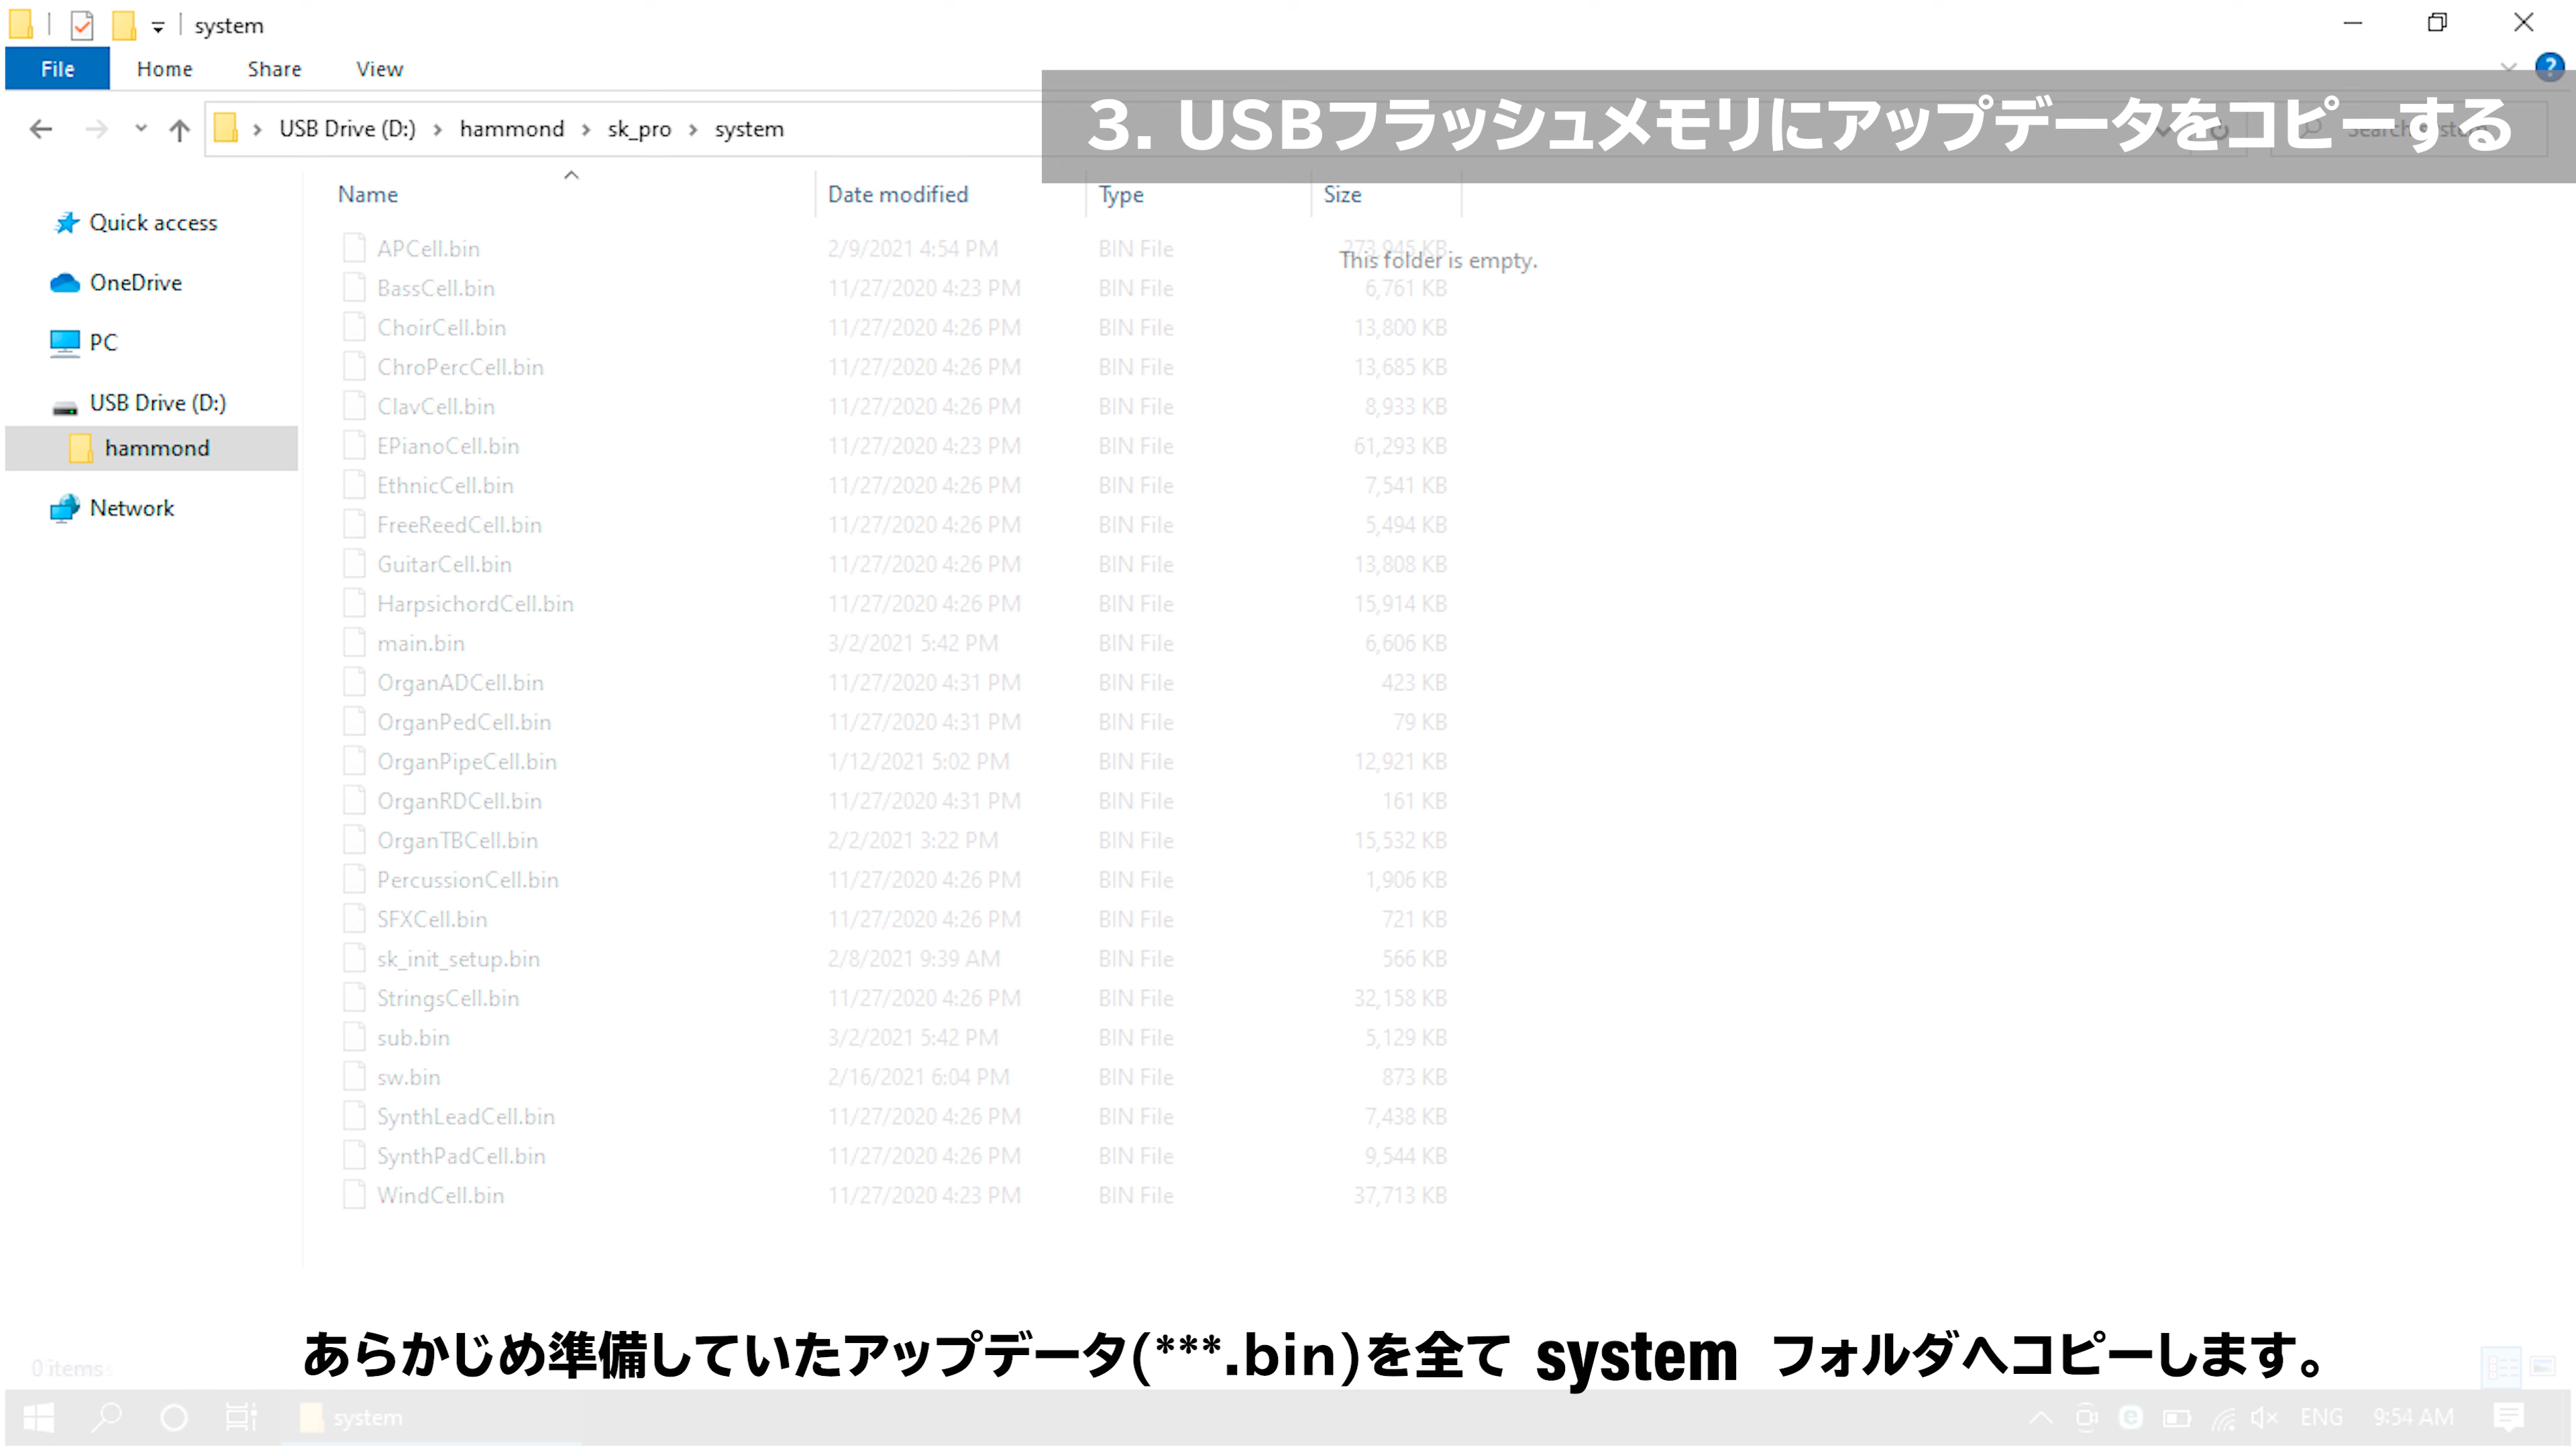 system
File Home Share View
3. USBフラッシュメモリにアップデータをコピーする
USB Drive (D:) › hammond › sk_pro › system
Name Date modified Type Size
Quick access
OneDrive
PC
USB Drive (D:)
hammond
Network
This folder is empty.
APCell.bin 2/9/2021 4:54 PM BIN File 273,945 KB
BassCell.bin 11/27/2020 4:23 PM BIN File 6,761 KB
ChoirCell.bin 11/27/2020 4:26 PM BIN File 13,800 KB
ChroPercCell.bin 11/27/2020 4:26 PM BIN File 13,685 KB
ClavCell.bin 11/27/2020 4:26 PM BIN File 8,933 KB
EPianoCell.bin 11/27/2020 4:23 PM BIN File 61,293 KB
EthnicCell.bin 11/27/2020 4:26 PM BIN File 7,541 KB
FreeReedCell.bin 11/27/2020 4:26 PM BIN File 5,494 KB
GuitarCell.bin 11/27/2020 4:26 PM BIN File 13,808 KB
HarpsichordCell.bin 11/27/2020 4:26 PM BIN File 15,914 KB
main.bin 3/2/2021 5:42 PM BIN File 6,606 KB
OrganADCell.bin 11/27/2020 4:31 PM BIN File 423 KB
OrganPedCell.bin 11/27/2020 4:31 PM BIN File 79 KB
OrganPipeCell.bin 1/12/2021 5:02 PM BIN File 12,921 KB
OrganRDCell.bin 11/27/2020 4:31 PM BIN File 161 KB
OrganTBCell.bin 2/2/2021 3:22 PM BIN File 15,532 KB
PercussionCell.bin 11/27/2020 4:26 PM BIN File 1,906 KB
SFXCell.bin 11/27/2020 4:26 PM BIN File 721 KB
sk_init_setup.bin 2/8/2021 9:39 AM BIN File 566 KB
StringsCell.bin 11/27/2020 4:26 PM BIN File 32,158 KB
sub.bin 3/2/2021 5:42 PM BIN File 5,129 KB
sw.bin 2/16/2021 6:04 PM BIN File 873 KB
SynthLeadCell.bin 11/27/2020 4:26 PM BIN File 7,438 KB
SynthPadCell.bin 11/27/2020 4:26 PM BIN File 9,544 KB
WindCell.bin 11/27/2020 4:23 PM BIN File 37,713 KB
あらかじめ準備していたアップデータ(***.bin)を全て system フォルダへコピーします。
0 items
system ENG 9:54 AM